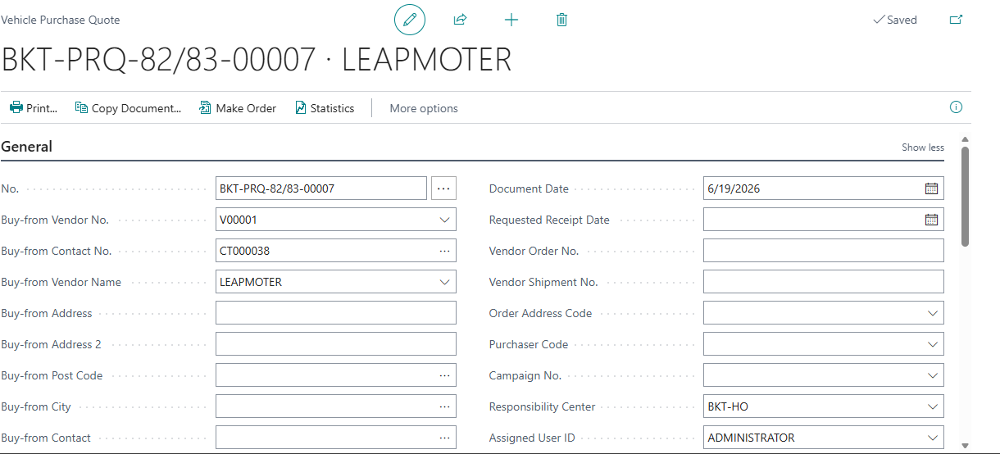 Vehicle Purchase Quote
Saved
BKT-PRQ-82/83-00007 · LEAPMOTER
Print... Copy Document... Make Order Statistics More options
General Show less
No. BKT-PRQ-82/83-00007 ... Document Date 6/19/2026
Buy-from Vendor No. V00001 Requested Receipt Date
Buy-from Contact No. CT000038 ... Vendor Order No.
Buy-from Vendor Name LEAPMOTER Vendor Shipment No.
Buy-from Address Order Address Code
Buy-from Address 2 Purchaser Code
Buy-from Post Code ... Campaign No.
Buy-from City ... Responsibility Center BKT-HO
Buy-from Contact ... Assigned User ID ADMINISTRATOR